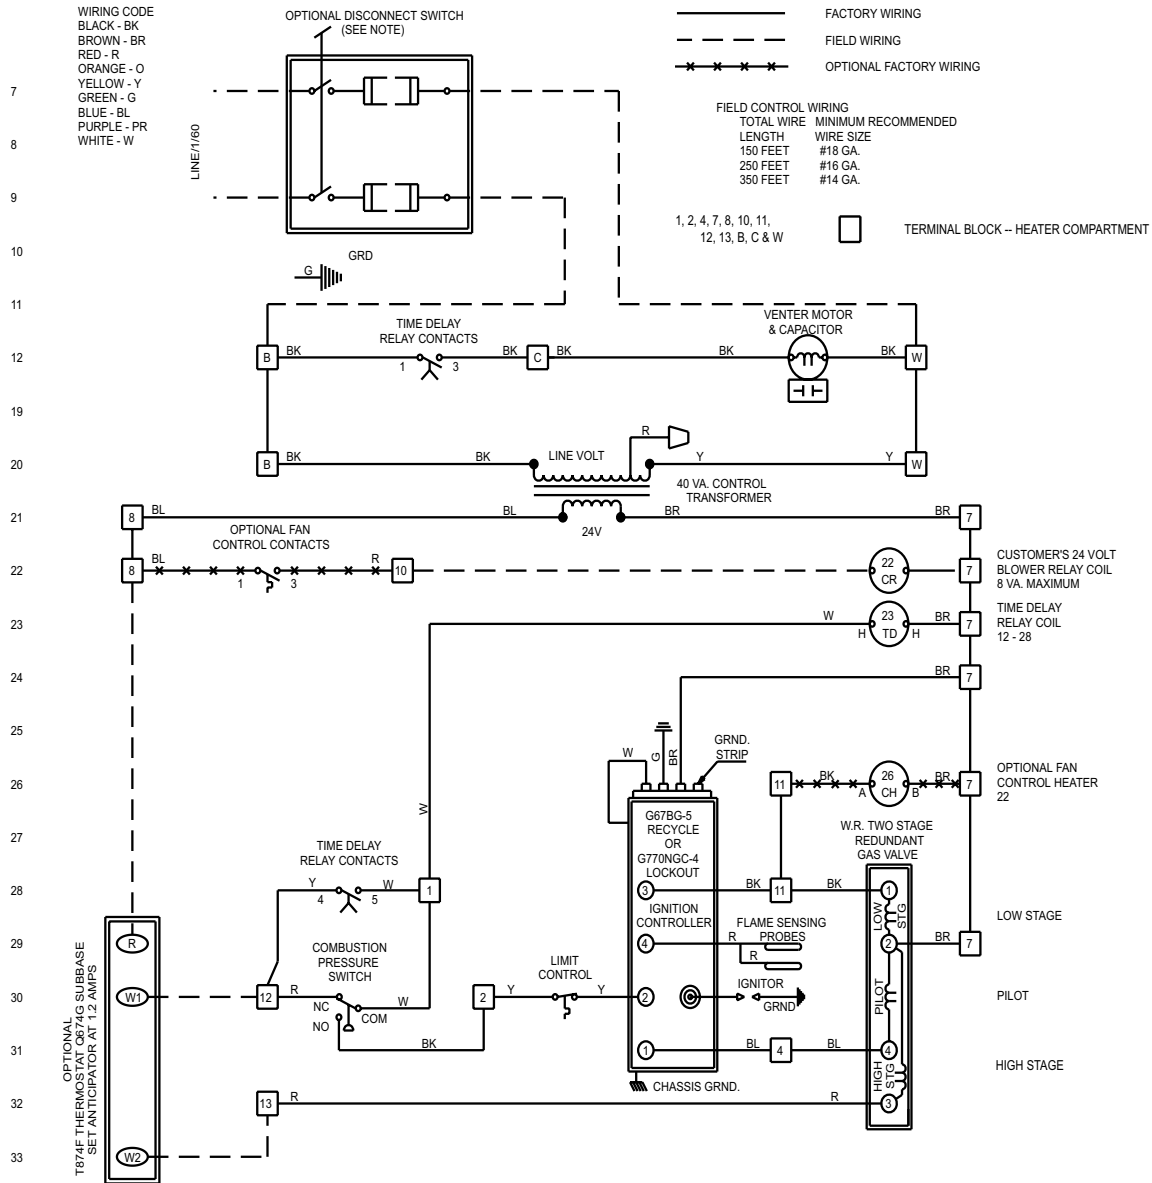 WIRING CODE
BLACK - BK
BROWN - BR
RED - R
ORANGE - O
YELLOW - Y
GREEN - G
BLUE - BL
PURPLE - PR
WHITE - W
OPTIONAL DISCONNECT SWITCH
(SEE NOTE)
FACTORY WIRING
FIELD WIRING
OPTIONAL FACTORY WIRING
FIELD CONTROL WIRING
TOTAL WIRE MINIMUM RECOMMENDED
LENGTH WIRE SIZE
150 FEET #18 GA.
250 FEET #16 GA.
350 FEET #14 GA.
1, 2, 4, 7, 8, 10, 11,
12, 13, B, C & W
TERMINAL BLOCK -- HEATER COMPARTMENT
7
8
LINE/1/60
9
10
GRD
G
11
TIME DELAY
RELAY CONTACTS
VENTER MOTOR
& CAPACITOR
12
B BK BK C BK BK BK W
1 3
19
R
20
B BK BK LINE VOLT Y Y W
40 VA. CONTROL
TRANSFORMER
21
8 BL BL 24V BR BR 7
OPTIONAL FAN
CONTROL CONTACTS
22
8 BL R 10 22 7
1 3 CR
CUSTOMER'S 24 VOLT
BLOWER RELAY COIL
8 VA. MAXIMUM
23
W 23 BR 7
H TD H
TIME DELAY
RELAY COIL
12 - 28
24
BR 7
25
W G BR
GRND.
STRIP
26
11 BK 26 BR 7
A CH B
OPTIONAL FAN
CONTROL HEATER
22
W
G67BG-5
RECYCLE
OR
G770NGC-4
LOCKOUT
W.R. TWO STAGE
REDUNDANT
GAS VALVE
27
TIME DELAY
RELAY CONTACTS
28
Y W 1
4 5
3 BK 11 BK 1
LOW STG
LOW STAGE
IGNITION
CONTROLLER
FLAME SENSING
PROBES
29
R
4 R
R
2 BR 7
COMBUSTION
PRESSURE
SWITCH
LIMIT
CONTROL
IGNITOR
GRND
30
W1 12 R W 2 Y Y 2
NC
NO COM
PILOT
PILOT
31
BK
1 BL 4 BL 4
HIGH STG
HIGH STAGE
CHASSIS GRND.
32
13 R R 3
33
W2
OPTIONAL
T874F THERMOSTAT Q674G SUBBASE
SET ANTICIPATOR AT 1.2 AMPS